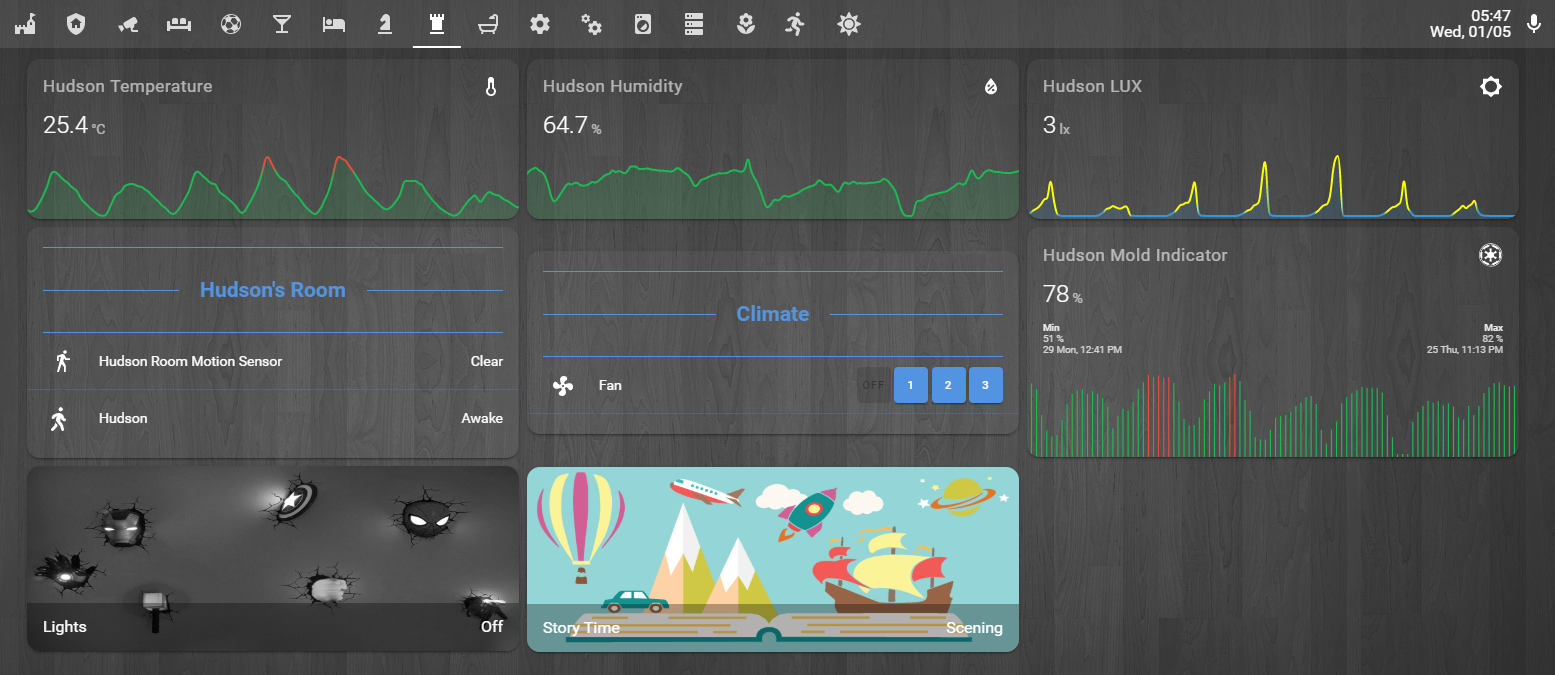 05:47
Wed, 01/05
Hudson Temperature
25.4 °C
Hudson Humidity
64.7 %
Hudson LUX
3 lx
Hudson's Room
Hudson Room Motion Sensor Clear
Hudson Awake
Climate
Fan OFF 1 2 3
Hudson Mold Indicator
78 %
Min Max
51 % 82 %
29 Mon, 12:41 PM 25 Thu, 11:13 PM
Lights Off
Story Time Scening